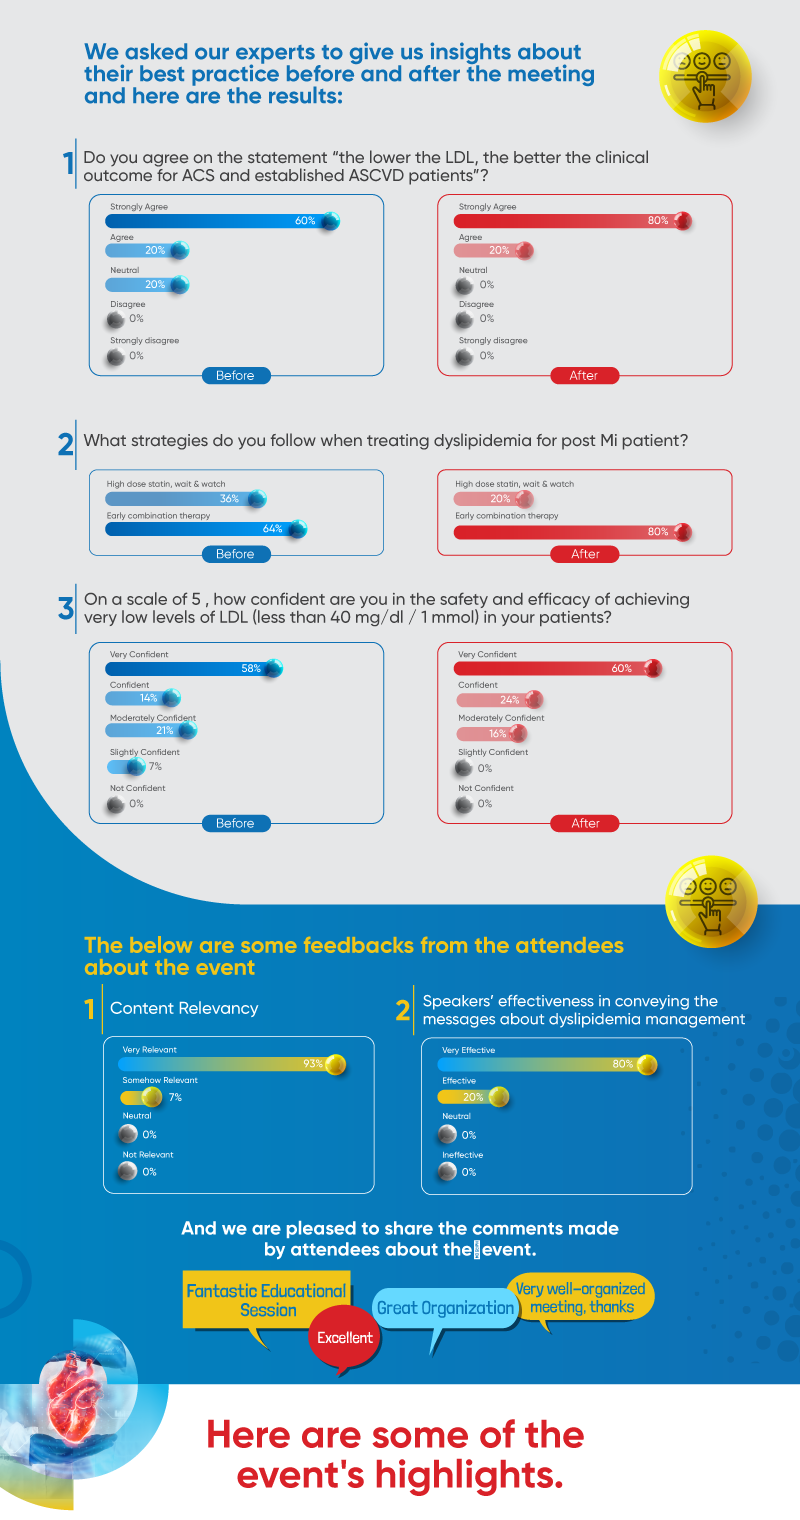 We asked our experts to give us insights about
their best practice before and after the meeting
and here are the results:
1
Do you agree on the statement “the lower the LDL, the better the clinical
outcome for ACS and established ASCVD patients”?
Strongly Agree
60%
Agree
20%
Neutral
20%
Disagree
0%
Strongly disagree
0%
Before
Strongly Agree
80%
Agree
20%
Neutral
0%
Disagree
0%
Strongly disagree
0%
After
2
What strategies do you follow when treating dyslipidemia for post Mi patient?
High dose statin, wait & watch
36%
Early combination therapy
64%
Before
High dose statin, wait & watch
20%
Early combination therapy
80%
After
3
On a scale of 5 , how confident are you in the safety and efficacy of achieving
very low levels of LDL (less than 40 mg/dl / 1 mmol) in your patients?
Very Confident
58%
Confident
14%
Moderately Confident
21%
Slightly Confident
7%
Not Confident
0%
Before
Very Confident
60%
Confident
24%
Moderately Confident
16%
Slightly Confident
0%
Not Confident
0%
After
The below are some feedbacks from the attendees
about the event
1
Content Relevancy
Very Relevant
93%
Somehow Relevant
7%
Neutral
0%
Not Relevant
0%
2
Speakers’ effectiveness in conveying the
messages about dyslipidemia management
Very Effective
80%
Effective
20%
Neutral
0%
Ineffective
0%
And we are pleased to share the comments made
by attendees about the event.
Fantastic Educational
Session
Excellent
Great Organization
Very well-organized
meeting, thanks
Here are some of the
event's highlights.